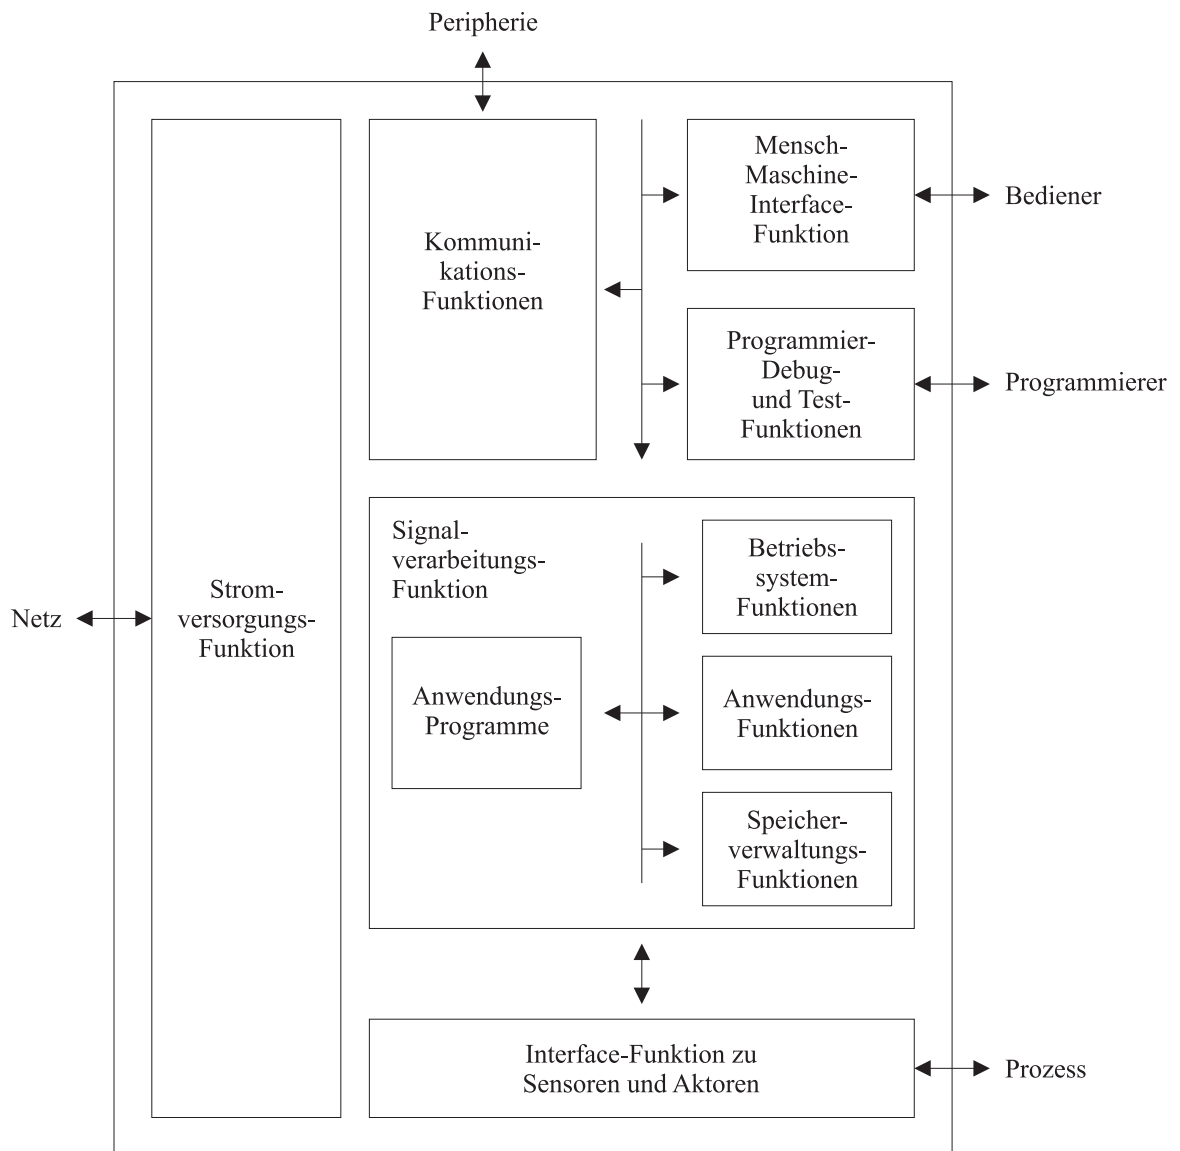 Peripherie
Mensch-
Maschine-
Interface-
Funktion
Bediener
Kommuni-
kations-
Funktionen
Programmier-
Debug-
und Test-
Funktionen
Programmierer
Signal-
verarbeitungs-
Funktion
Betriebs-
system-
Funktionen
Netz
Strom-
versorgungs-
Funktion
Anwendungs-
Programme
Anwendungs-
Funktionen
Speicher-
verwaltungs-
Funktionen
Interface-Funktion zu
Sensoren und Aktoren
Prozess